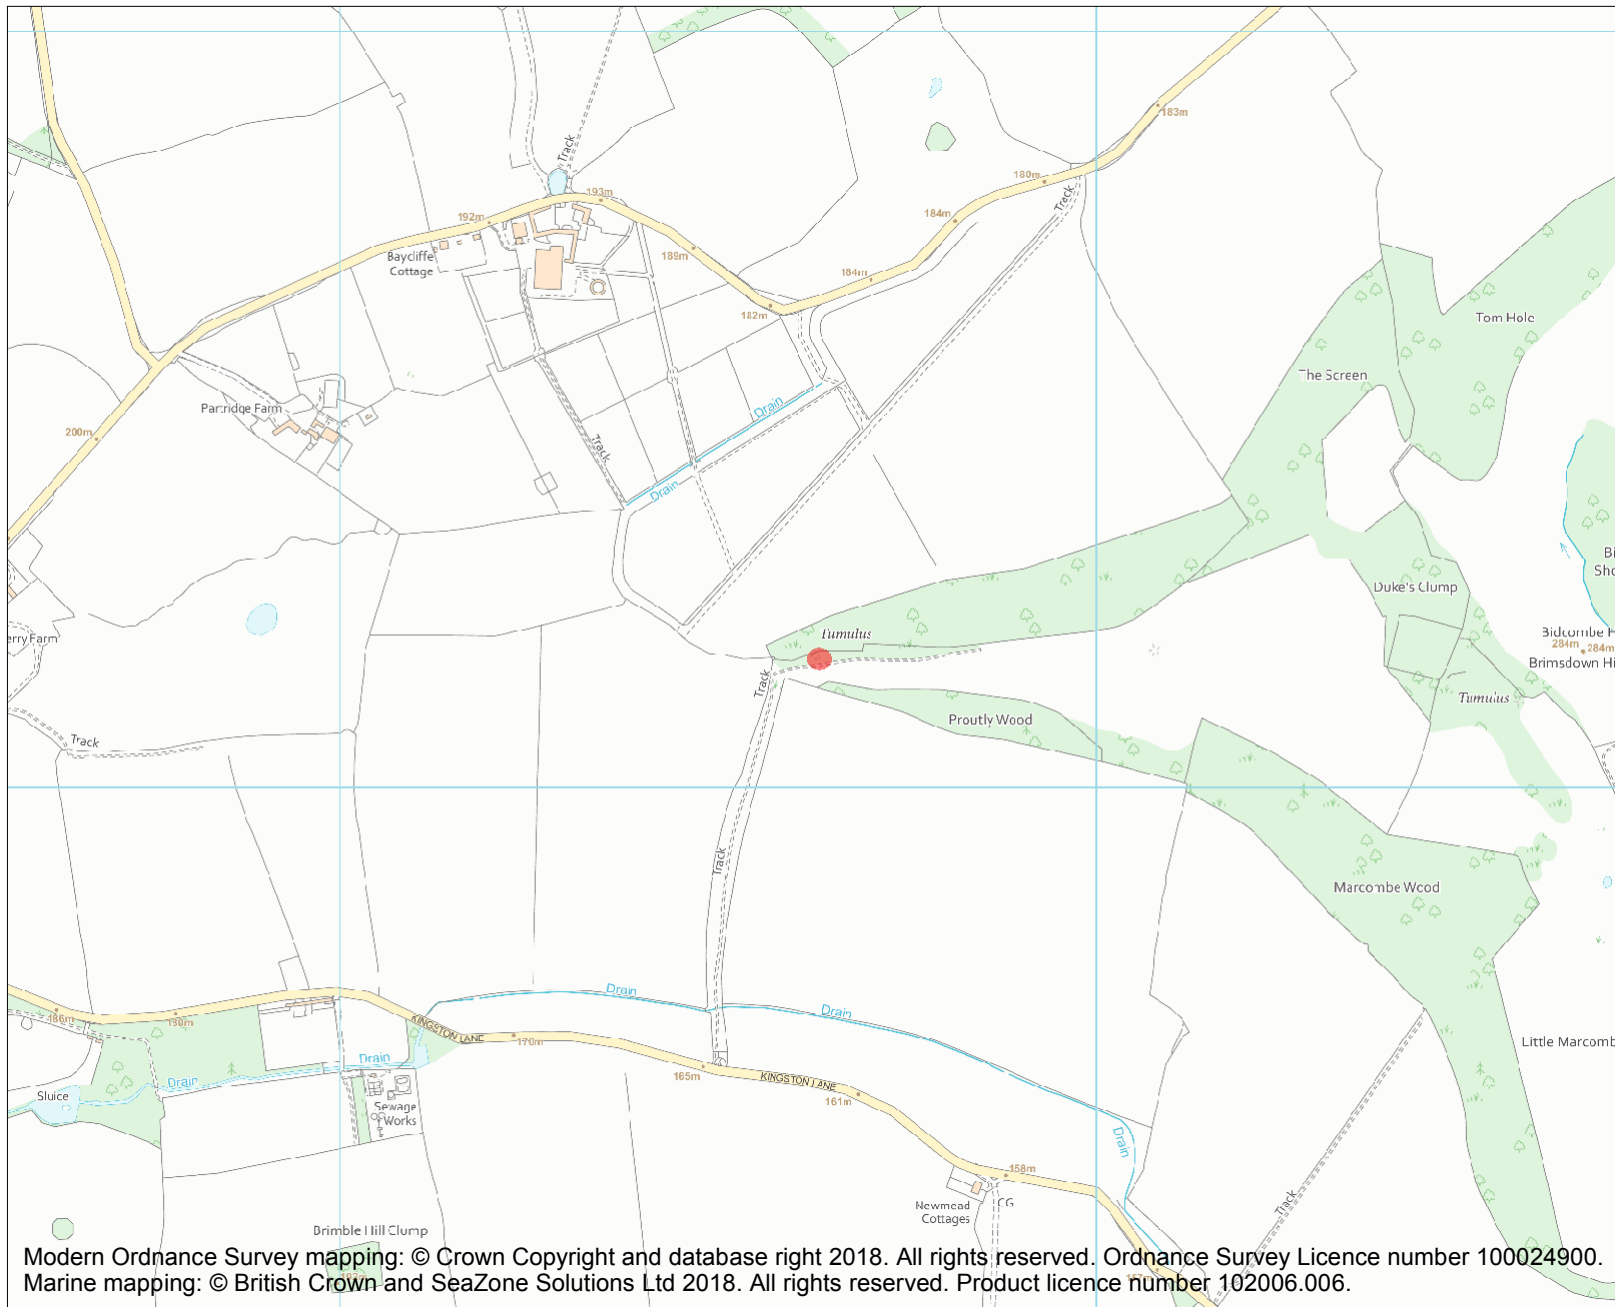 183m
Track
180m
193m
192m
184m
Track
Baycliffe
Cottage
189m
184m
182m
Tom Hole
The Screen
Partridge Farm
Drain
200m
Track
Drain
Duke's Clump
Tumulus
erry Farm
Bidcombe H
284m
284m
Brimsdown Hi
Track
Tumulus
Proutly Wood
Track
Track
Marcombe Wood
Drain
Drain
186m
180m
KINGSTON LANE
170m
Little Marcomb
Drain
Drain
165m
KINGSTON LANE
Sluice
161m
Sewage
Works
Drain
158m
Track
Newmead
Cottages
CG
Brimble Hill Clump
Modern Ordnance Survey mapping: © Crown Copyright and database right 2018. All rights reserved. Ordnance Survey Licence number 100024900.
Marine mapping: © British Crown and SeaZone Solutions Ltd 2018. All rights reserved. Product licence number 102006.006.